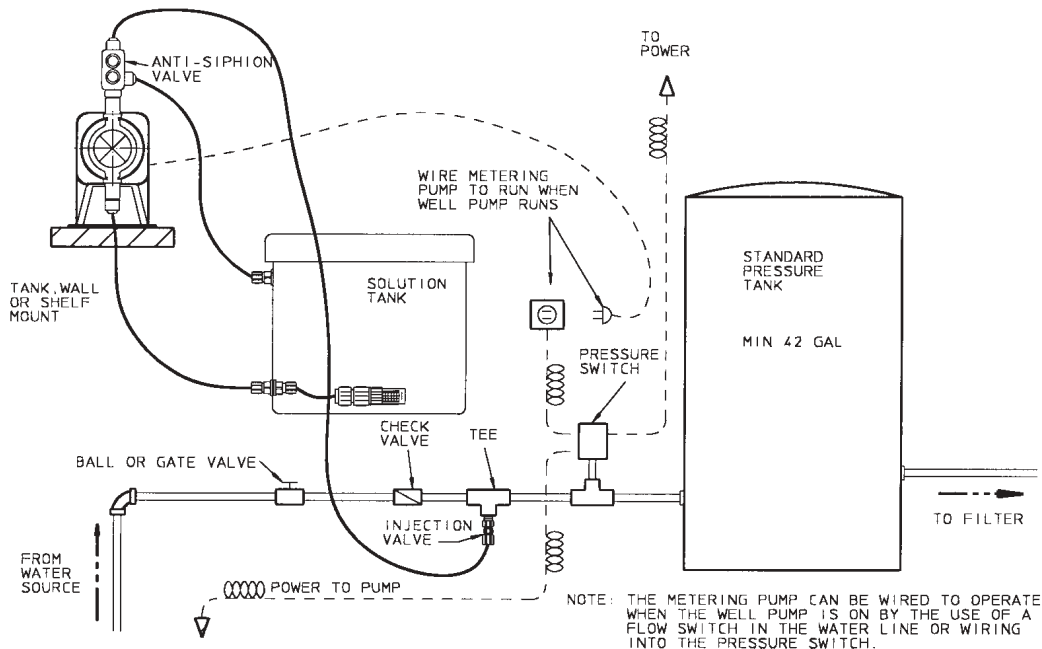 ANTI-SIPHION
VALVE
TO
POWER
WIRE METERING
PUMP TO RUN WHEN
WELL PUMP RUNS
TANK,WALL
OR SHELF
MOUNT
SOLUTION
TANK
STANDARD
PRESSURE
TANK
MIN 42 GAL
PRESSURE
SWITCH
CHECK
VALVE
TEE
BALL OR GATE VALVE
INJECTION
VALVE
TO FILTER
FROM
WATER
SOURCE
POWER TO PUMP
NOTE: THE METERING PUMP CAN BE WIRED TO OPERATE
WHEN THE WELL PUMP IS ON BY THE USE OF A
FLOW SWITCH IN THE WATER LINE OR WIRING
INTO THE PRESSURE SWITCH.